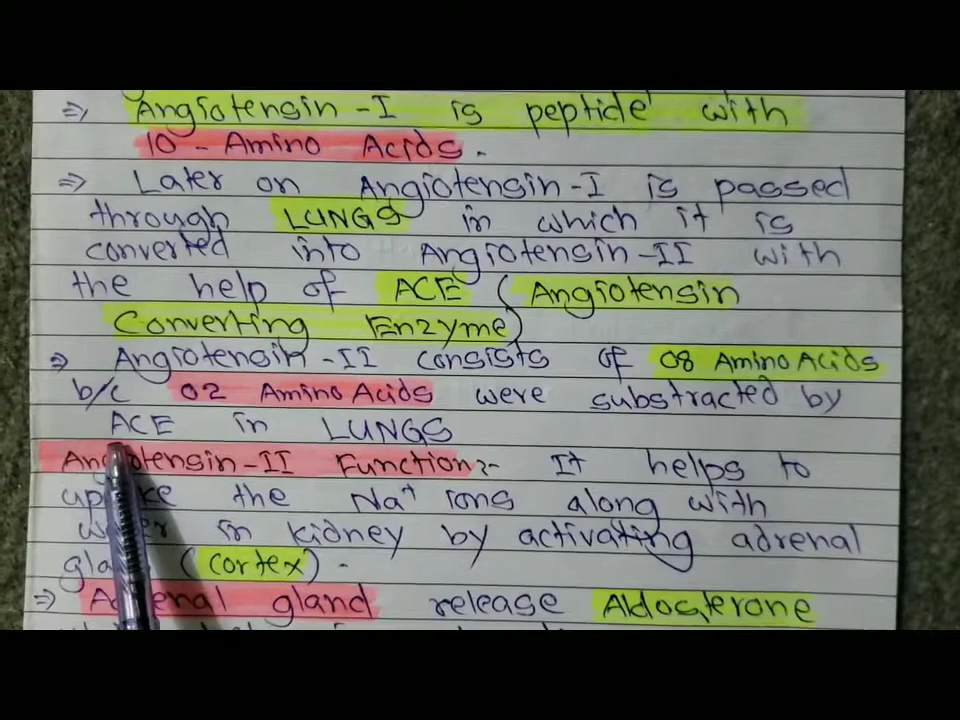 ⇒ Angiotensin-I is peptide with
10-Amino Acids.
⇒ Later on Angiotensin-I is passed
through LUNGS in which it is
converted into Angiotensin-II with
the help of ACE (Angiotensin
Converting Enzyme)
⇒ Angiotensin-II consists of 08 Amino Acids
b/c 02 Amino Acids were substracted by
ACE in LUNGS
Angiotensin-II Function:- It helps to
uptake the Na⁺ ions along with
water in kidney by activating adrenal
gland (cortex).
⇒ Adrenal gland release Aldosterone